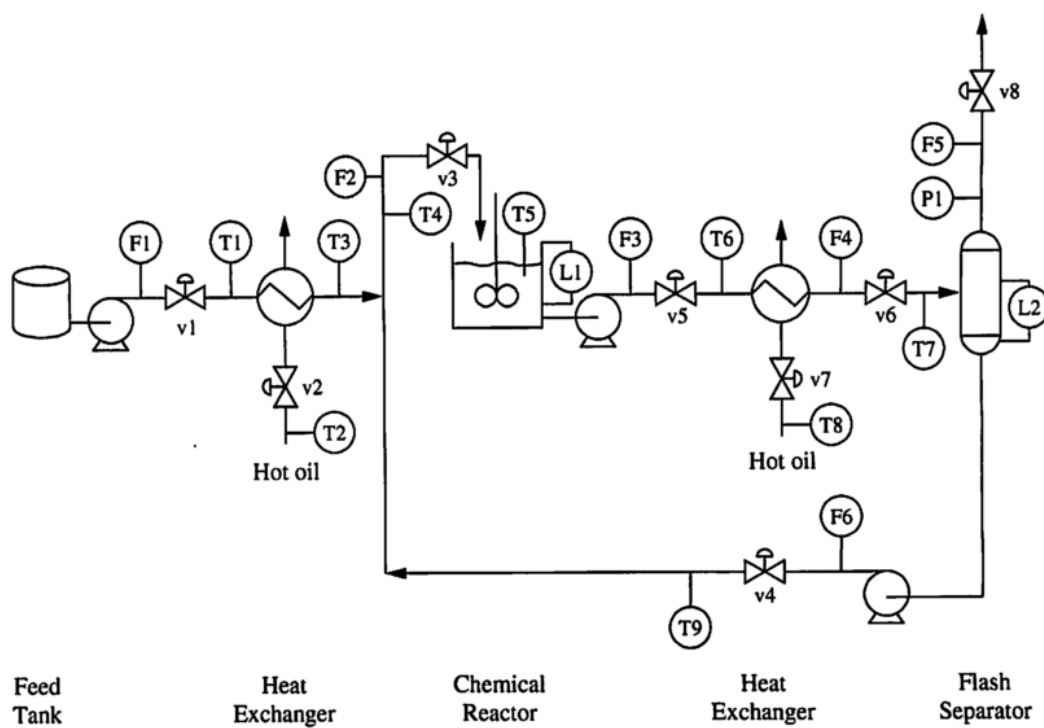 v8
F5
P1
F2
v3
T4
T5
L1
F1
T1
T3
F3
T6
F4
v1
v5
v6
L2
T7
v2
v7
T2
T8
Hot oil
Hot oil
F6
v4
T9
Feed
Tank
Heat
Exchanger
Chemical
Reactor
Heat
Exchanger
Flash
Separator